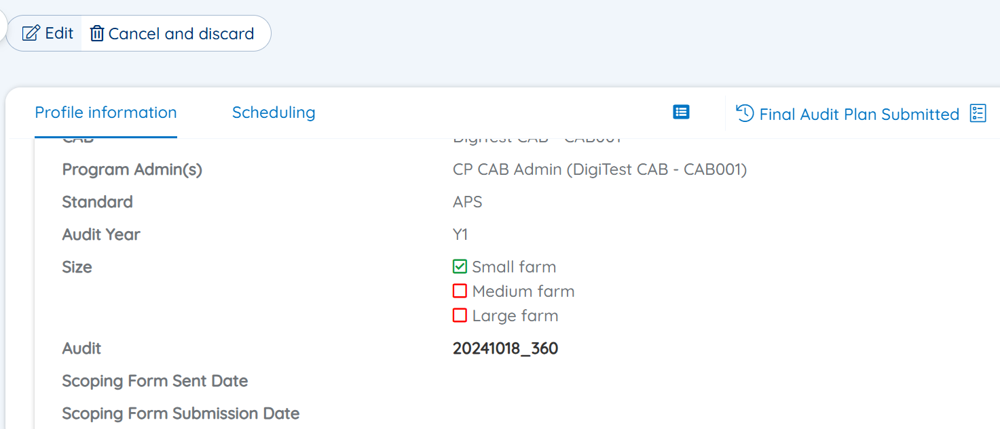 Edit Cancel and discard
Profile information Scheduling Final Audit Plan Submitted
CAB DigiTest CAB - CAB001
Program Admin(s) CP CAB Admin (DigiTest CAB - CAB001)
Standard APS
Audit Year Y1
Size Small farm
Medium farm
Large farm
Audit 20241018_360
Scoping Form Sent Date
Scoping Form Submission Date